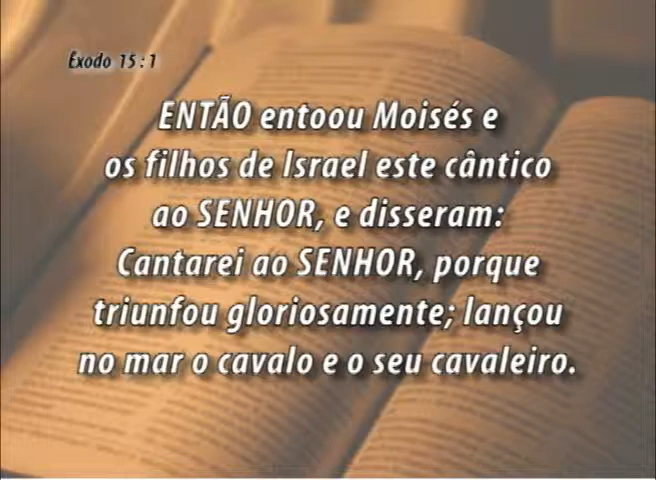 Êxodo 15:1
ENTÃO entoou Moisés e
os filhos de Israel este cântico
ao SENHOR, e disseram:
Cantarei ao SENHOR, porque
triunfou gloriosamente; lançou
no mar o cavalo e o seu cavaleiro.